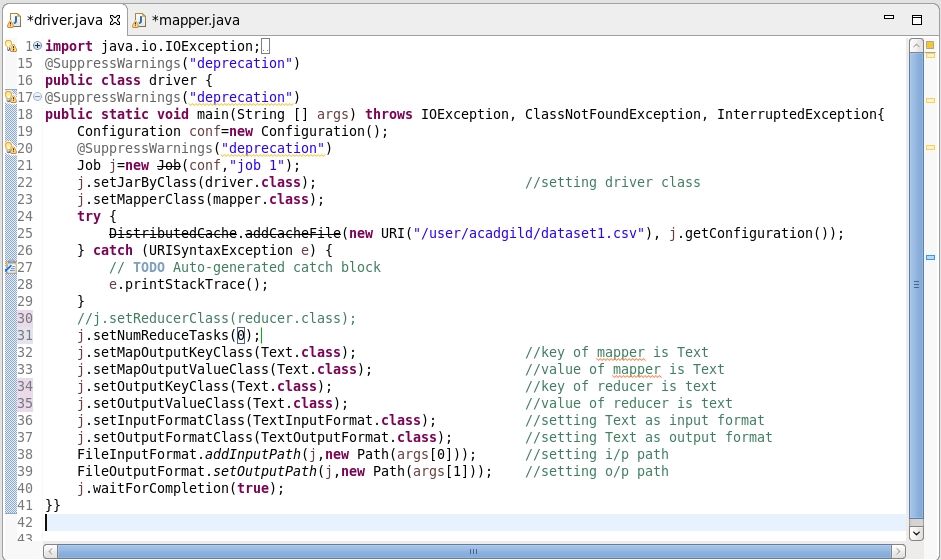 *driver.java
*mapper.java
1 import java.io.IOException;
15 @SuppressWarnings("deprecation")
16 public class driver {
17 @SuppressWarnings("deprecation")
18 public static void main(String [] args) throws IOException, ClassNotFoundException, InterruptedException{
19     Configuration conf=new Configuration();
20     @SuppressWarnings("deprecation")
21     Job j=new Job(conf,"job 1");
22     j.setJarByClass(driver.class);                          //setting driver class
23     j.setMapperClass(mapper.class);
24     try {
25         DistributedCache.addCacheFile(new URI("/user/acadgild/dataset1.csv"), j.getConfiguration());
26     } catch (URISyntaxException e) {
27         // TODO Auto-generated catch block
28         e.printStackTrace();
29     }
30     //j.setReducerClass(reducer.class);
31     j.setNumReduceTasks(0);
32     j.setMapOutputKeyClass(Text.class);                     //key of mapper is Text
33     j.setMapOutputValueClass(Text.class);                   //value of mapper is Text
34     j.setOutputKeyClass(Text.class);                        //key of reducer is text
35     j.setOutputValueClass(Text.class);                      //value of reducer is text
36     j.setInputFormatClass(TextInputFormat.class);           //setting Text as input format
37     j.setOutputFormatClass(TextOutputFormat.class);         //setting Text as output format
38     FileInputFormat.addInputPath(j,new Path(args[0]));      //setting i/p path
39     FileOutputFormat.setOutputPath(j,new Path(args[1]));    //setting o/p path
40     j.waitForCompletion(true);
41 }}
42
43